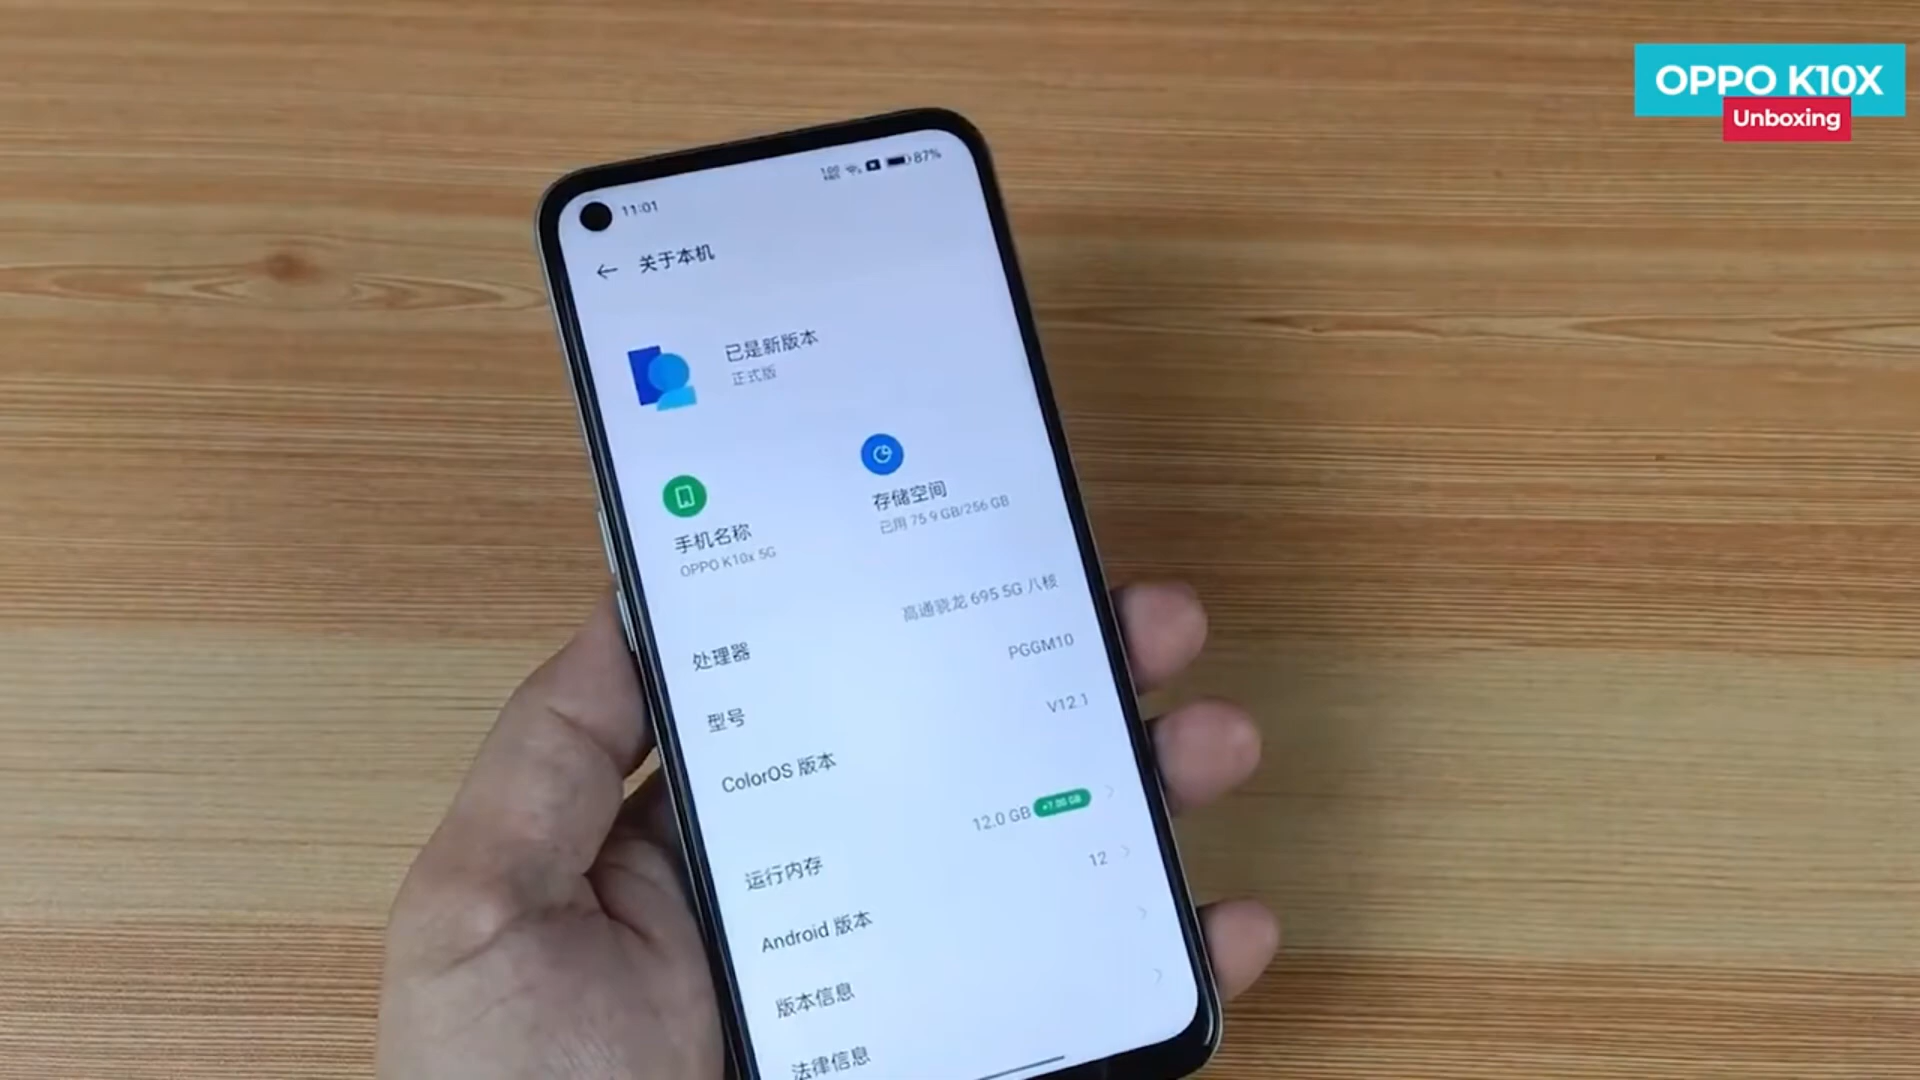 OPPO K10X
Unboxing
11:01
87%
← 关于本机
已是新版本
正式版
手机名称
OPPO K10x 5G
存储空间
已用 75.9 GB/256 GB
处理器
高通骁龙 695 5G 八核
型号
PGGM10
ColorOS 版本
V12.1
运行内存
12.0 GB +7.00 GB
Android 版本
12
版本信息
法律信息